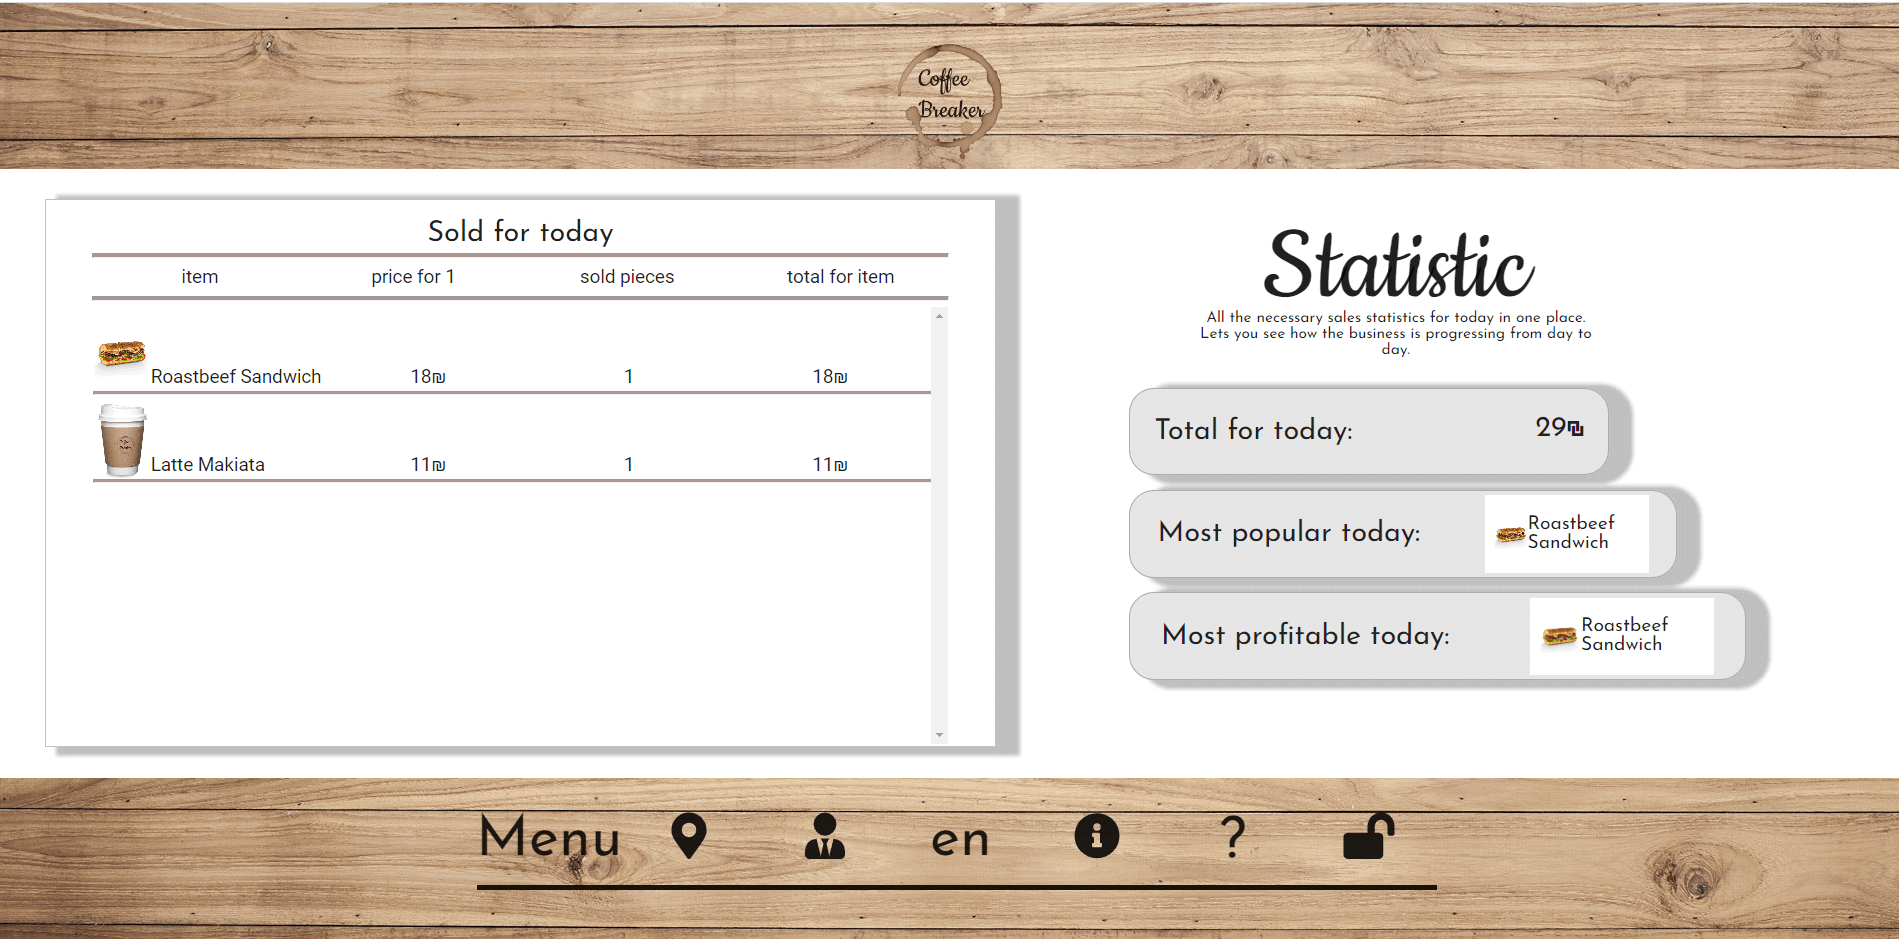 Coffee
Breaker
Sold for today
item price for 1 sold pieces total for item
Roastbeef Sandwich 18₪ 1 18₪
Latte Makiata 11₪ 1 11₪
Statistic
All the necessary sales statistics for today in one place.
Lets you see how the business is progressing from day to
day.
Total for today: 29₪
Most popular today: Roastbeef
Sandwich
Most profitable today: Roastbeef
Sandwich
Menu en ?